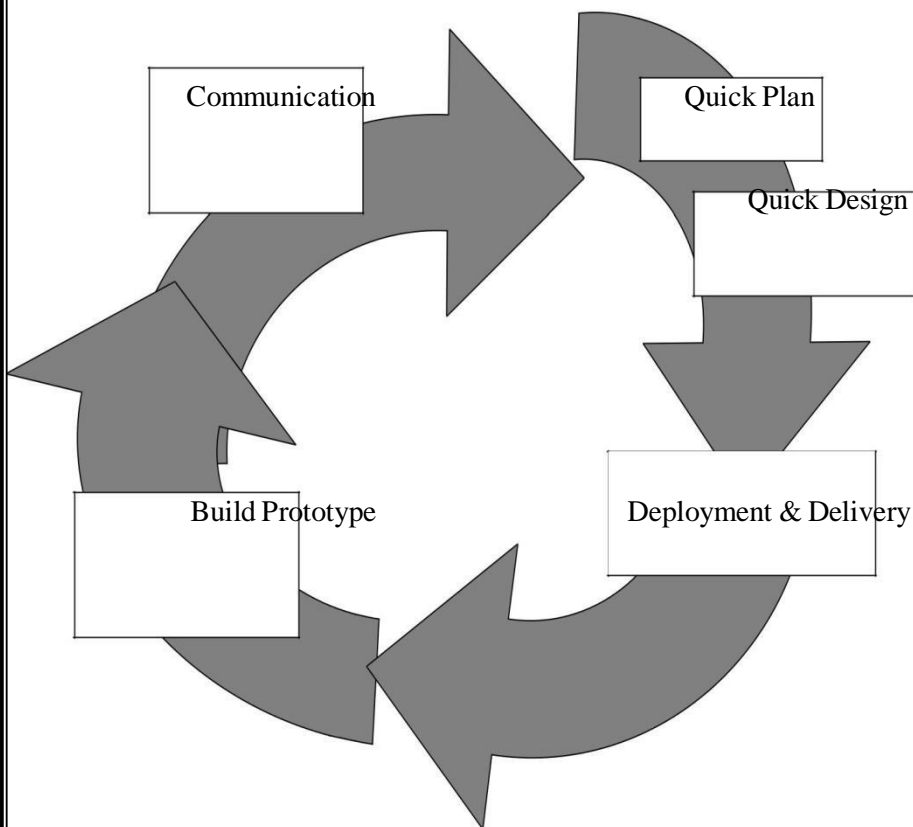 Communication
Quick Plan
Quick Design
Build Prototype
Deployment & Delivery